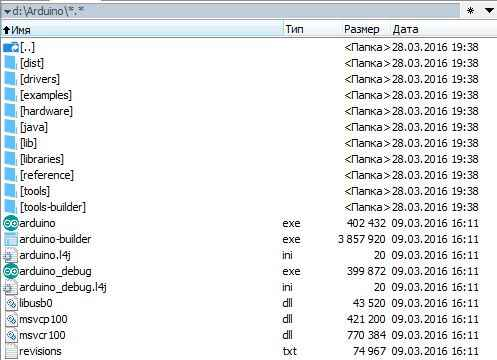 d:\Arduino\*.*
Имя Тип Размер Дата
[..] <Папка> 28.03.2016 19:38
[dist] <Папка> 28.03.2016 19:38
[drivers] <Папка> 28.03.2016 19:38
[examples] <Папка> 28.03.2016 19:38
[hardware] <Папка> 28.03.2016 19:38
[java] <Папка> 28.03.2016 19:38
[lib] <Папка> 28.03.2016 19:38
[libraries] <Папка> 28.03.2016 19:38
[reference] <Папка> 28.03.2016 19:38
[tools] <Папка> 28.03.2016 19:38
[tools-builder] <Папка> 28.03.2016 19:38
arduino exe 402 432 09.03.2016 16:11
arduino-builder exe 3 857 920 09.03.2016 16:11
arduino.l4j ini 20 09.03.2016 16:11
arduino_debug exe 399 872 09.03.2016 16:11
arduino_debug.l4j ini 20 09.03.2016 16:11
libusb0 dll 43 520 09.03.2016 16:11
msvcp100 dll 421 200 09.03.2016 16:11
msvcr100 dll 770 384 09.03.2016 16:11
revisions txt 74 967 09.03.2016 16:11